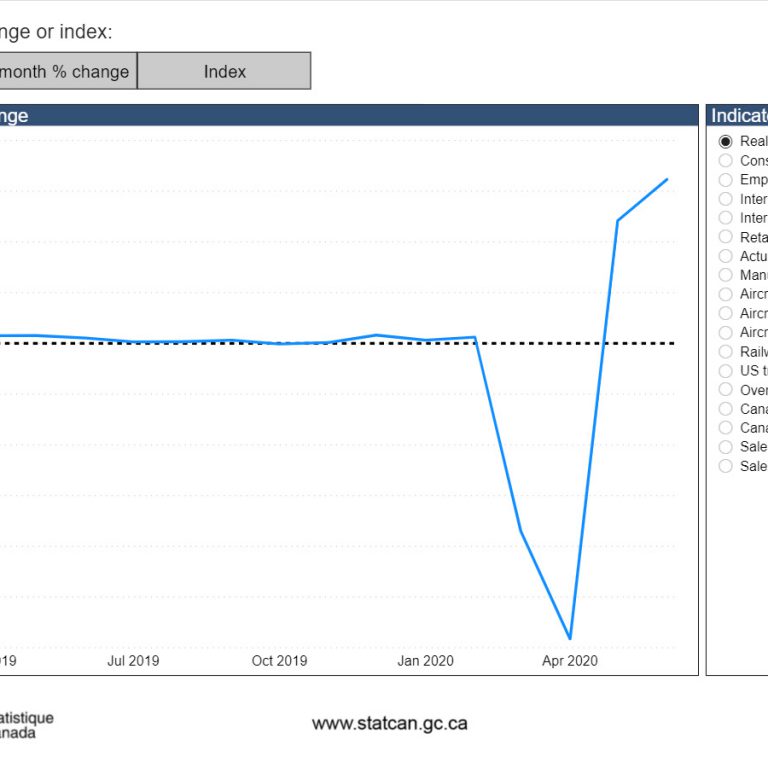 nge or index:
month % change
Index
nge
Indicat
Real
Cons
Emp
Inter
Inter
Reta
Actu
Manu
Aircr
Aircr
Aircr
Railw
US t
Over
Cana
Cana
Sale
Sale
19
Jul 2019
Oct 2019
Jan 2020
Apr 2020
atistique
anada
www.statcan.gc.ca